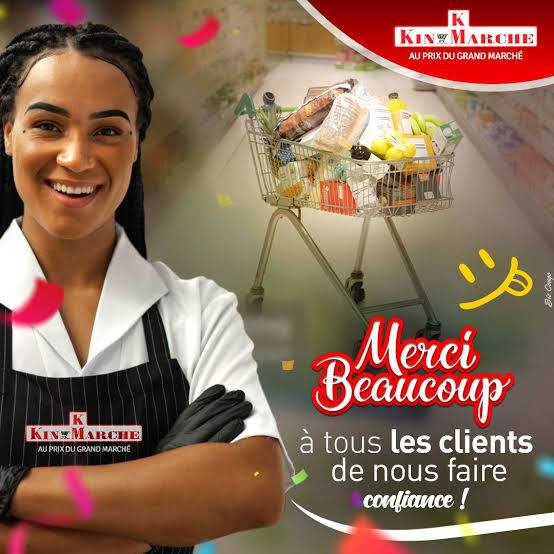 K
KIN MARCHE
AU PRIX DU GRAND MARCHÉ
Merci
Beaucoup
à tous les clients
de nous faire
confiance !
K
KIN MARCHE
AU PRIX DU GRAND MARCHÉ